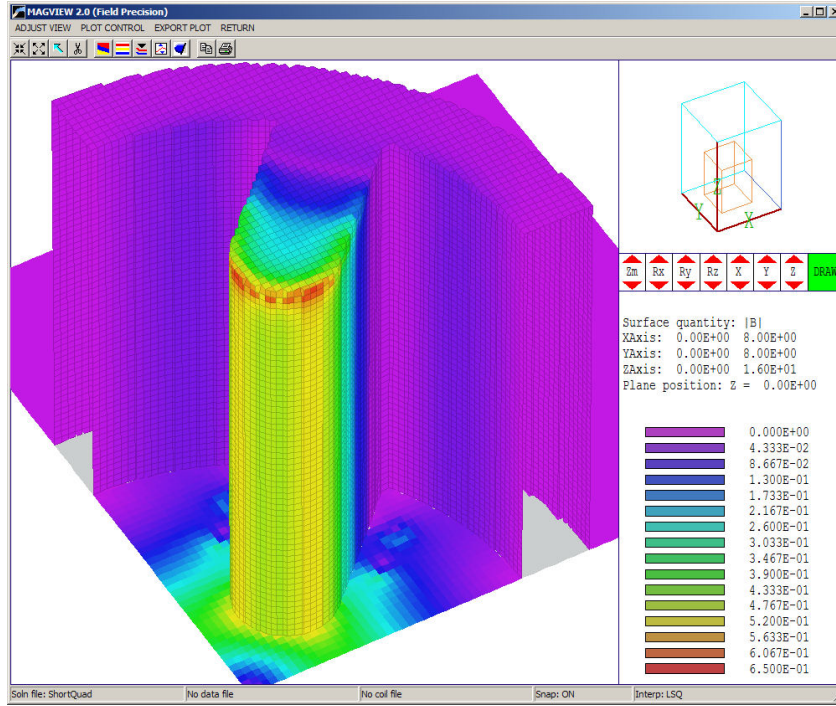 MAGVIEW 2.0 (Field Precision)
ADJUST VIEW PLOT CONTROL EXPORT PLOT RETURN
Z
Y
X
Zm Rx Ry Rz X Y Z DRAW
Surface quantity: |B|
XAxis: 0.00E+00 8.00E+00
YAxis: 0.00E+00 8.00E+00
ZAxis: 0.00E+00 1.60E+01
Plane position: Z = 0.00E+00
0.000E+00
4.333E-02
8.667E-02
1.300E-01
1.733E-01
2.167E-01
2.600E-01
3.033E-01
3.467E-01
3.900E-01
4.333E-01
4.767E-01
5.200E-01
5.633E-01
6.067E-01
6.500E-01
Soln file: ShortQuad No data file No coil file Snap: ON Interp: LSQ